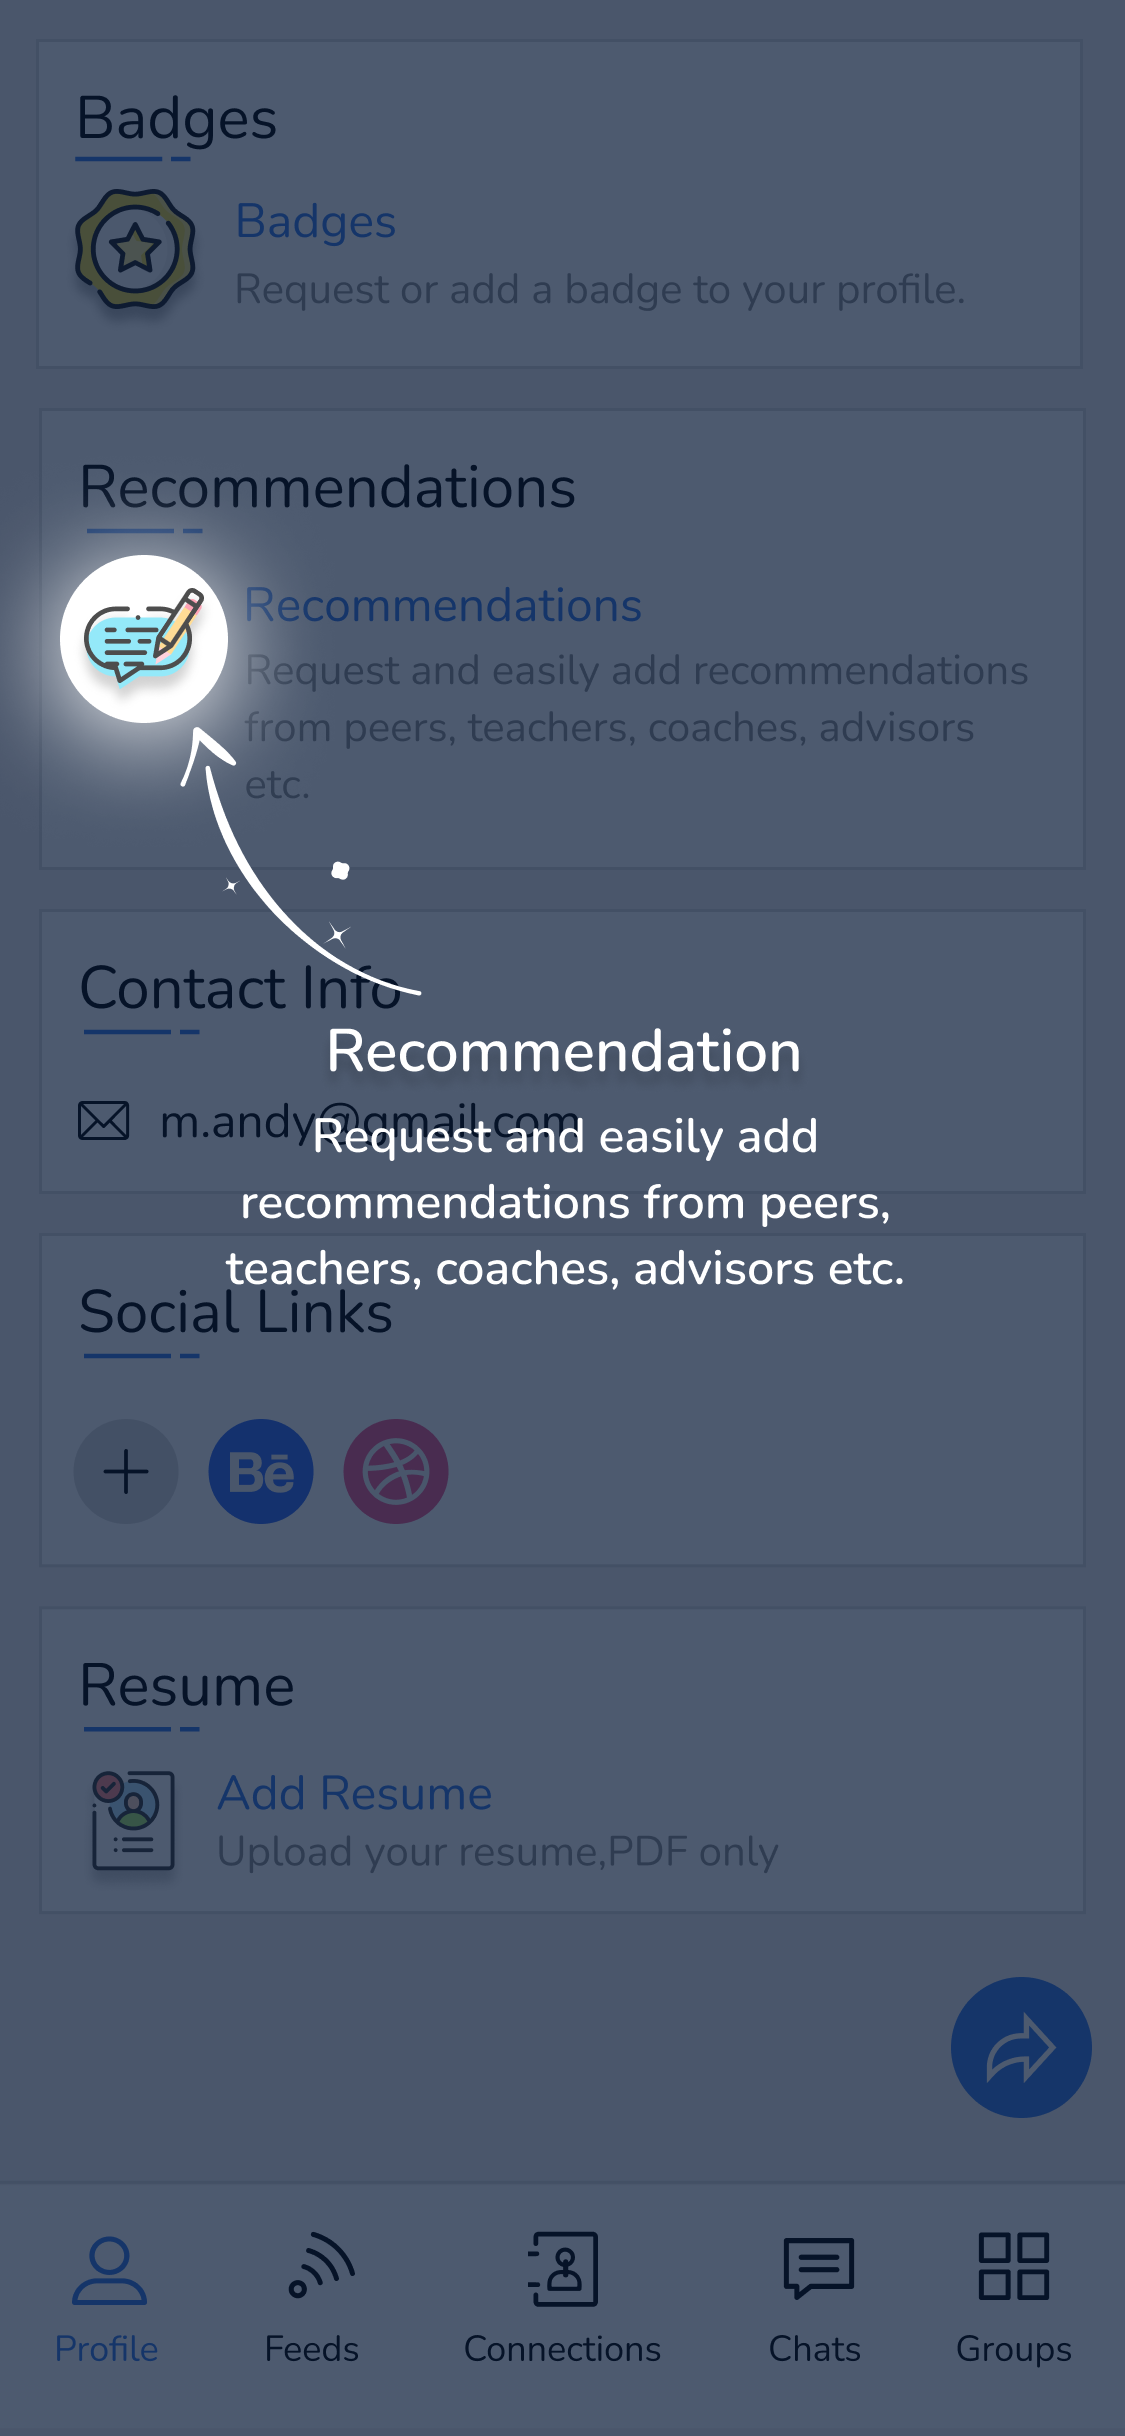 Badges
Badges
Request or add a badge to your profile.
Recommendations
Recommendations
Request and easily add recommendations
from peers, teachers, coaches, advisors
etc.
Contact Info
m.andy@gmail.com
Recommendation
Request and easily add
recommendations from peers,
teachers, coaches, advisors etc.
Social Links
Bē
Resume
Add Resume
Upload your resume,PDF only
Profile
Feeds
Connections
Chats
Groups